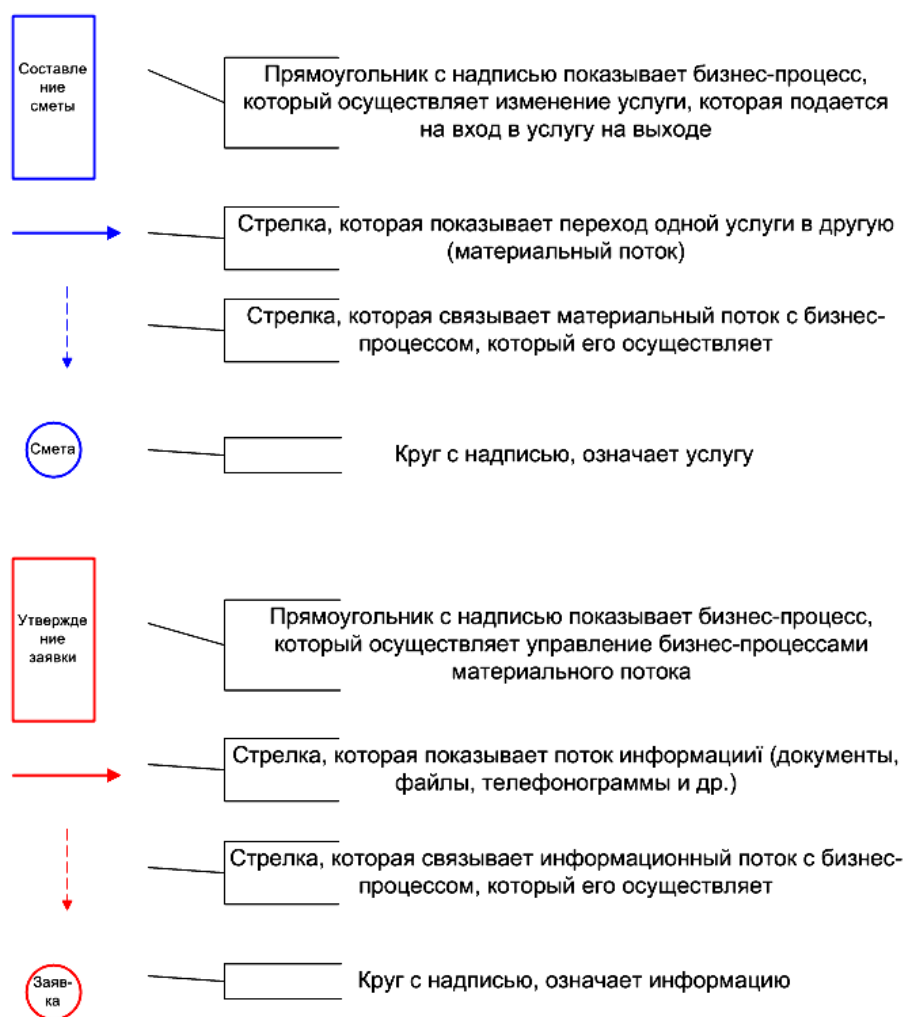 Составле
ние
сметы
Прямоугольник с надписью показывает бизнес-процесс,
который осуществляет изменение услуги, которая подается
на вход в услугу на выходе
Стрелка, которая показывает переход одной услуги в другую
(материальный поток)
Стрелка, которая связывает материальный поток с бизнес-
процессом, который его осуществляет
Смета
Круг с надписью, означает услугу
Утвержде
ние
заявки
Прямоугольник с надписью показывает бизнес-процесс,
который осуществляет управление бизнес-процессами
материального потока
Стрелка, которая показывает поток информациії (документы,
файлы, телефонограммы и др.)
Стрелка, которая связывает информационный поток с бизнес-
процессом, который его осуществляет
Заяв-
ка
Круг с надписью, означает информацию